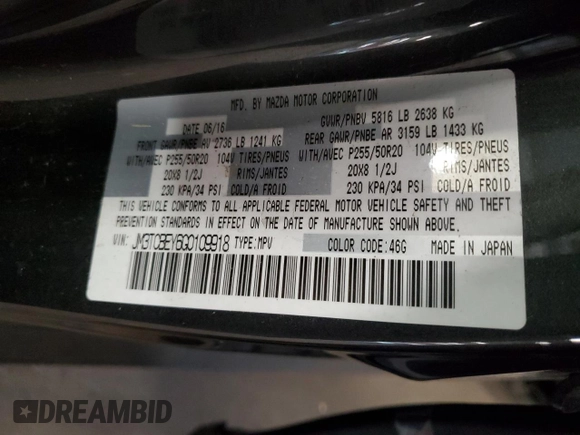 MFD. BY MAZDA MOTOR CORPORATION
DATE 06/16 GVWR/PNBV 5816 LB 2638 KG
FRONT GAWR/PNBE AV 2736 LB 1241 KG REAR GAWR/PNBE AR 3159 LB 1433 KG
WITH/AVEC P255/50R20 104V TIRES/PNEUS WITH/AVEC P255/50R20 104V TIRES/PNEUS
20X8 1/2J RIMS/JANTES 20X8 1/2J RIMS/JANTES
230 KPA/34 PSI COLD/A FROID 230 KPA/34 PSI COLD/A FROID
THIS VEHICLE CONFORMS TO ALL APPLICABLE FEDERAL MOTOR VEHICLE SAFETY AND THEFT
PREVENTION STANDARDS IN EFFECT ON THE DATE OF MANUFACTURE SHOWN ABOVE.
VIN: JM3TC8EY6G0109918 TYPE:MPV COLOR CODE:46G MADE IN JAPAN
DREAMBID